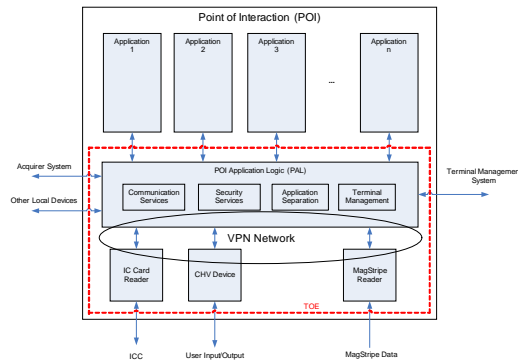 Point of Interaction (POI)
Application
1
Application
2
Application
3
...
Application
n
Acquirer System
Other Local Devices
POI Application Logic (PAL)
Communication
Services
Security
Services
Application
Separation
Terminal
Management
Terminal Managemer
System
VPN Network
IC Card
Reader
CHV Device
MagStripe
Reader
TOE
ICC
User Input/Output
MagStripe Data